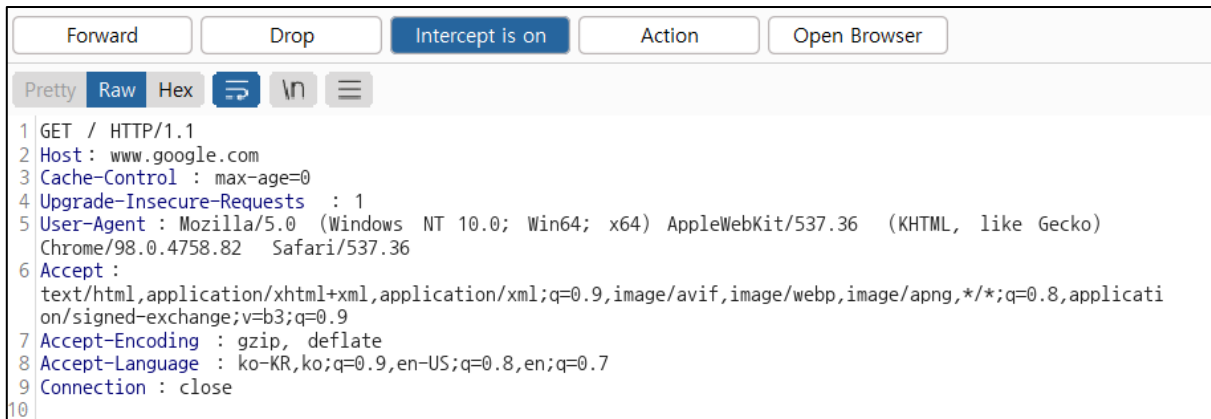 Forward Drop Intercept is on Action Open Browser
Pretty Raw Hex \n
1 GET / HTTP/1.1
2 Host : www.google.com
3 Cache-Control : max-age=0
4 Upgrade-Insecure-Requests : 1
5 User-Agent : Mozilla/5.0 (Windows NT 10.0; Win64; x64) AppleWebKit/537.36 (KHTML, like Gecko)
Chrome/98.0.4758.82 Safari/537.36
6 Accept :
text/html,application/xhtml+xml,application/xml;q=0.9,image/avif,image/webp,image/apng,*/*;q=0.8,applicati
on/signed-exchange;v=b3;q=0.9
7 Accept-Encoding : gzip, deflate
8 Accept-Language : ko-KR,ko;q=0.9,en-US;q=0.8,en;q=0.7
9 Connection : close
10